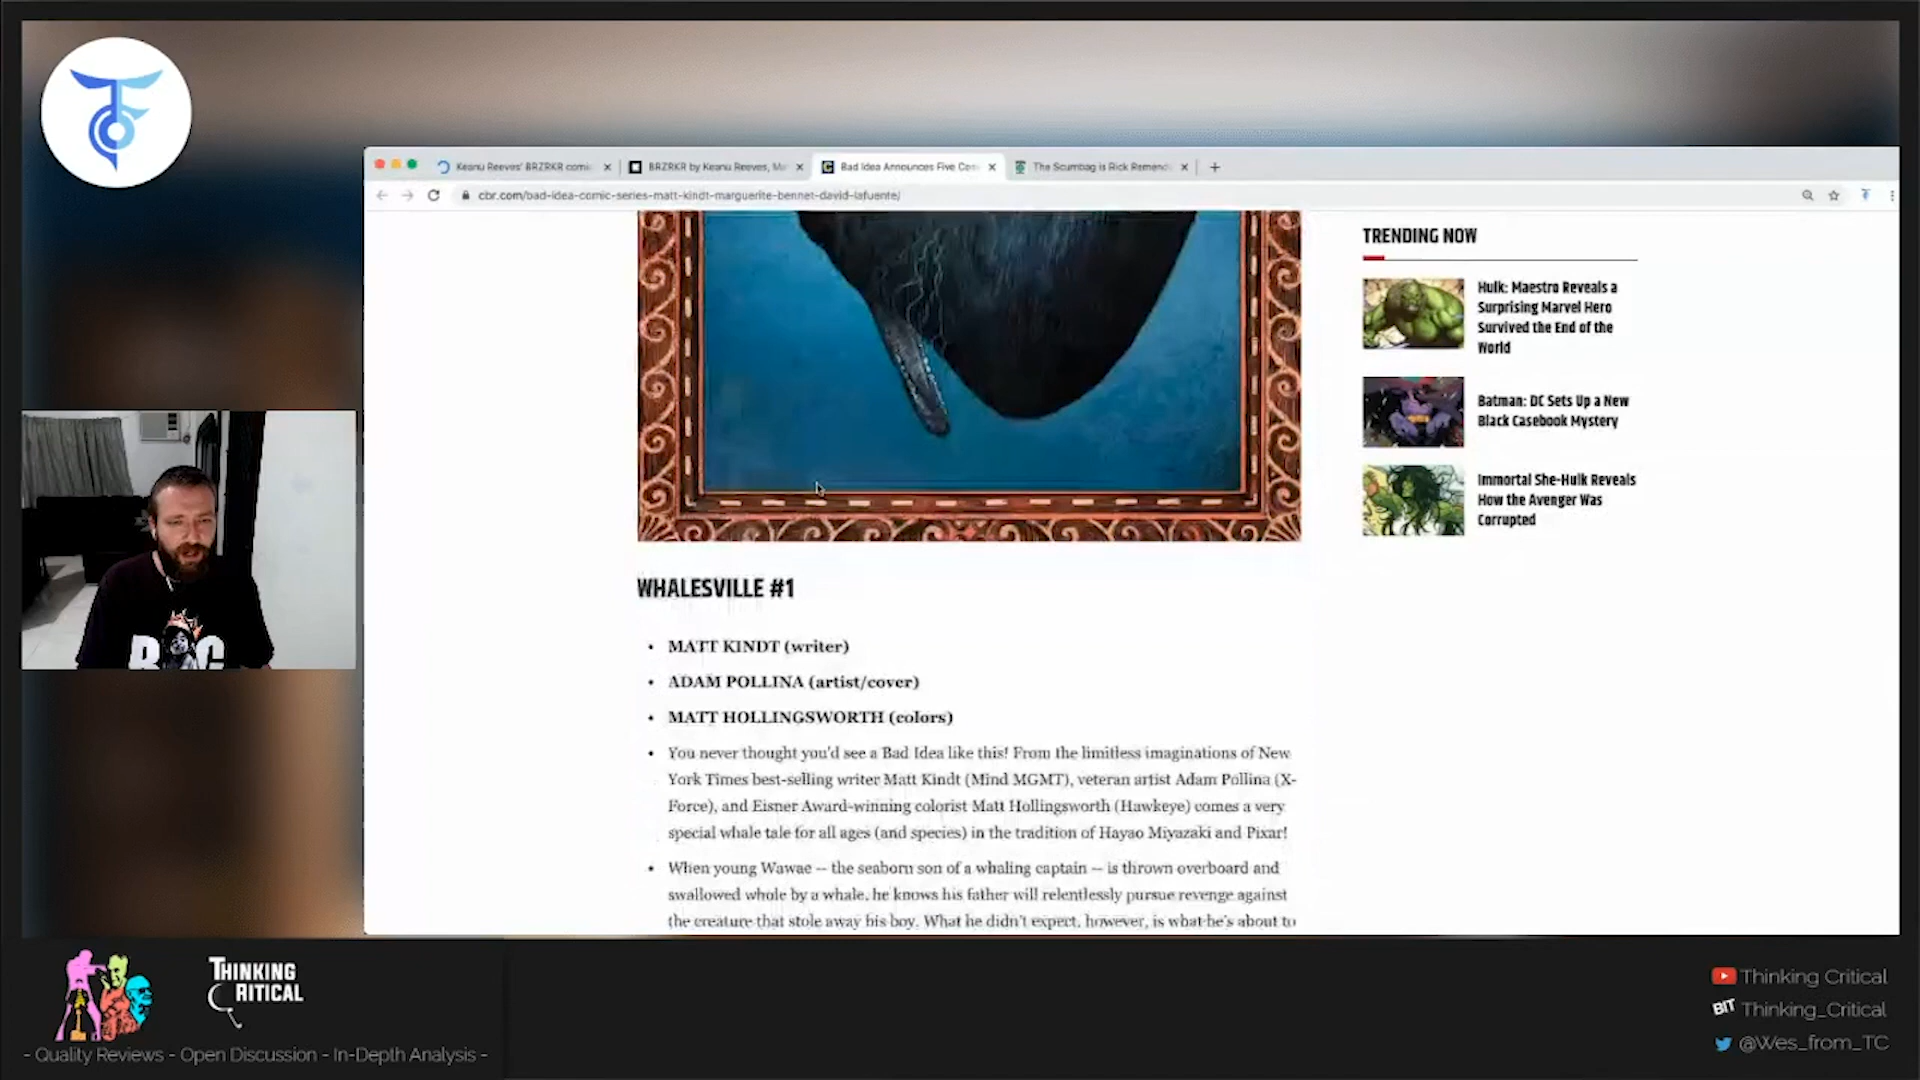 Keanu Reeves' BRZRKR comic
BRZRKR by Keanu Reeves, Ma
Bad Idea Announces Five Com
The Scumbag is Rick Remend
cbr.com/bad-idea-comic-series-matt-kindt-marguerite-bennet-david-lafuente/
TRENDING NOW
Hulk: Maestro Reveals a
Surprising Marvel Hero
Survived the End of the
World
Batman: DC Sets Up a New
Black Casebook Mystery
Immortal She-Hulk Reveals
How the Avenger Was
Corrupted
WHALESVILLE #1
• MATT KINDT (writer)
• ADAM POLLINA (artist/cover)
• MATT HOLLINGSWORTH (colors)
• You never thought you'd see a Bad Idea like this! From the limitless imaginations of New
York Times best-selling writer Matt Kindt (Mind MGMT), veteran artist Adam Pollina (X-
Force), and Eisner Award-winning colorist Matt Hollingsworth (Hawkeye) comes a very
special whale tale for all ages (and species) in the tradition of Hayao Miyazaki and Pixar!
• When young Wawae -- the seaborn son of a whaling captain -- is thrown overboard and
swallowed whole by a whale, he knows his father will relentlessly pursue revenge against
the creature that stole away his boy. What he didn't expect, however, is what he's about to
THINKING
CRITICAL
- Quality Reviews - Open Discussion - In-Depth Analysis -
Thinking Critical
BIT Thinking_Critical
@Wes_from_TC